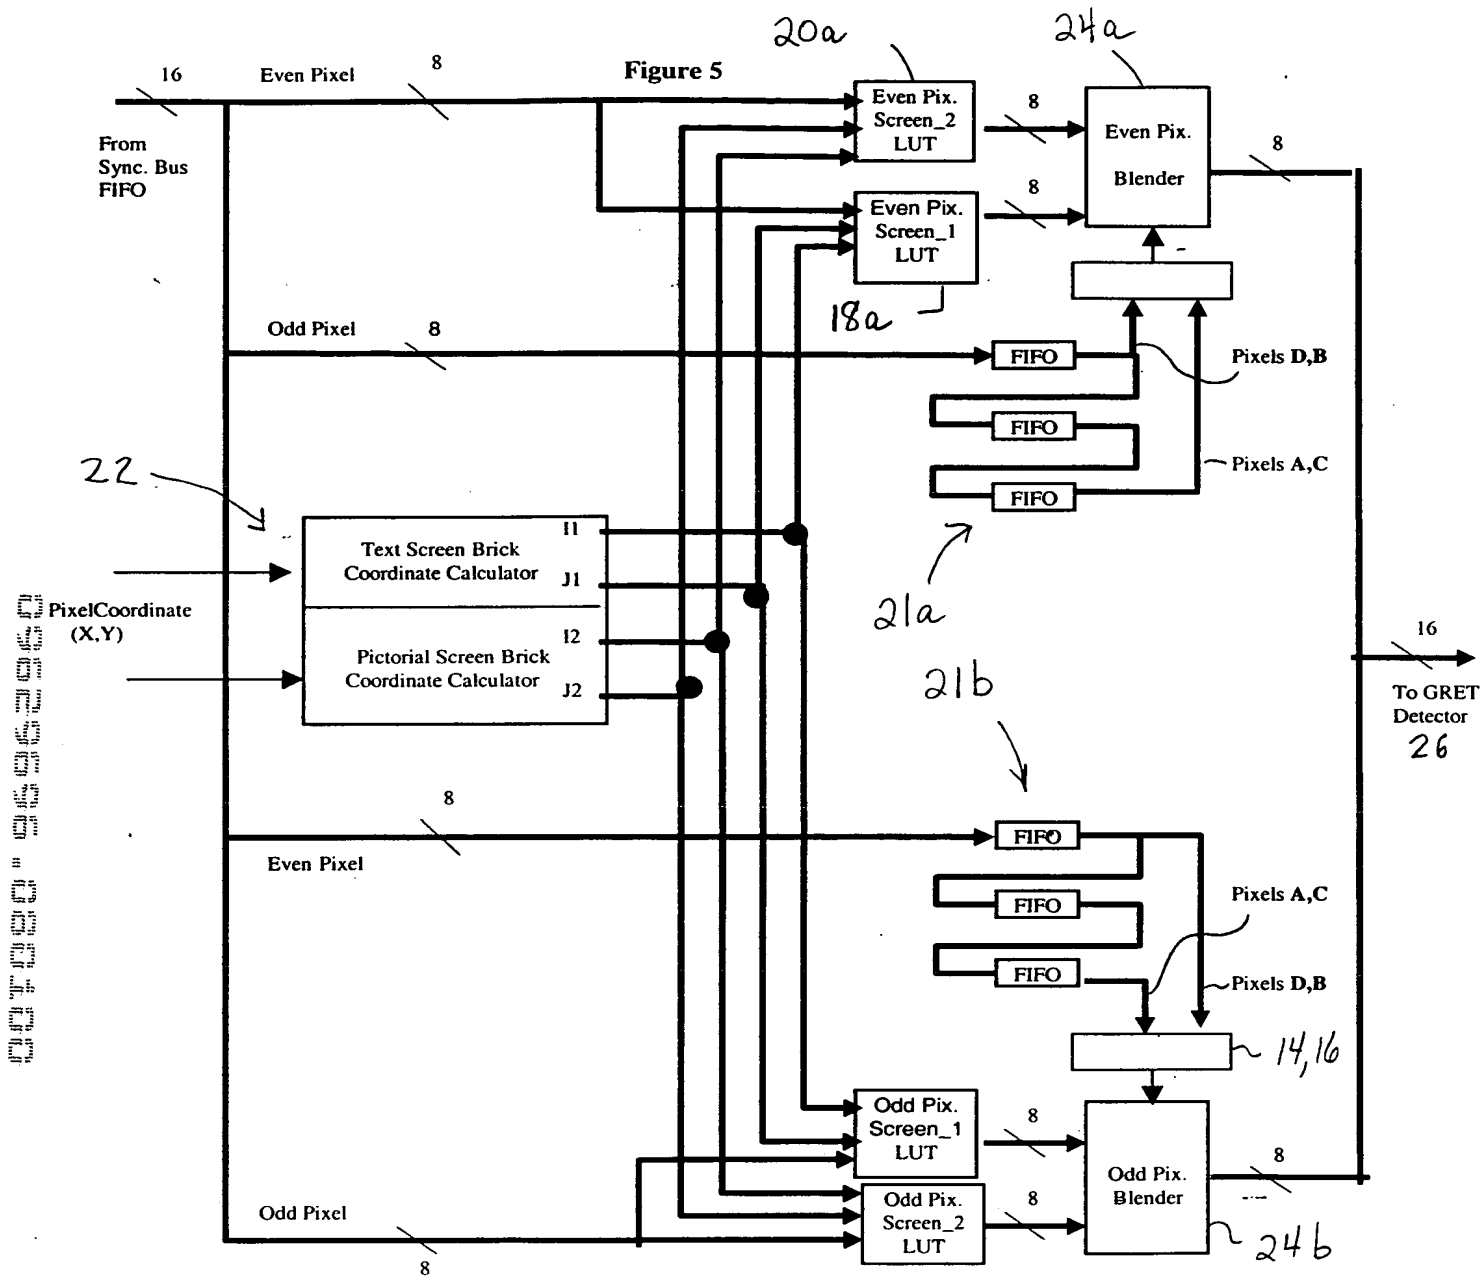 20a
24a
16
Even Pixel
8
Figure 5
From
Sync. Bus
FIFO
Even Pix.
Screen_2
LUT
8
Even Pix.
Blender
8
Even Pix.
Screen_1
LUT
8
18a
Odd Pixel
8
FIFO
Pixels D,B
FIFO
Pixels A,C
FIFO
22
21a
I1
Text Screen Brick
Coordinate Calculator
J1
PixelCoordinate
(X,Y)
I2
Pictorial Screen Brick
Coordinate Calculator
J2
21b
16
To GRET
Detector
26
8
Even Pixel
FIFO
Pixels A,C
FIFO
FIFO
Pixels D,B
14,16
Odd Pix.
Screen_1
LUT
8
Odd Pix.
Blender
8
Odd Pixel
8
Odd Pix.
Screen_2
LUT
8
24b